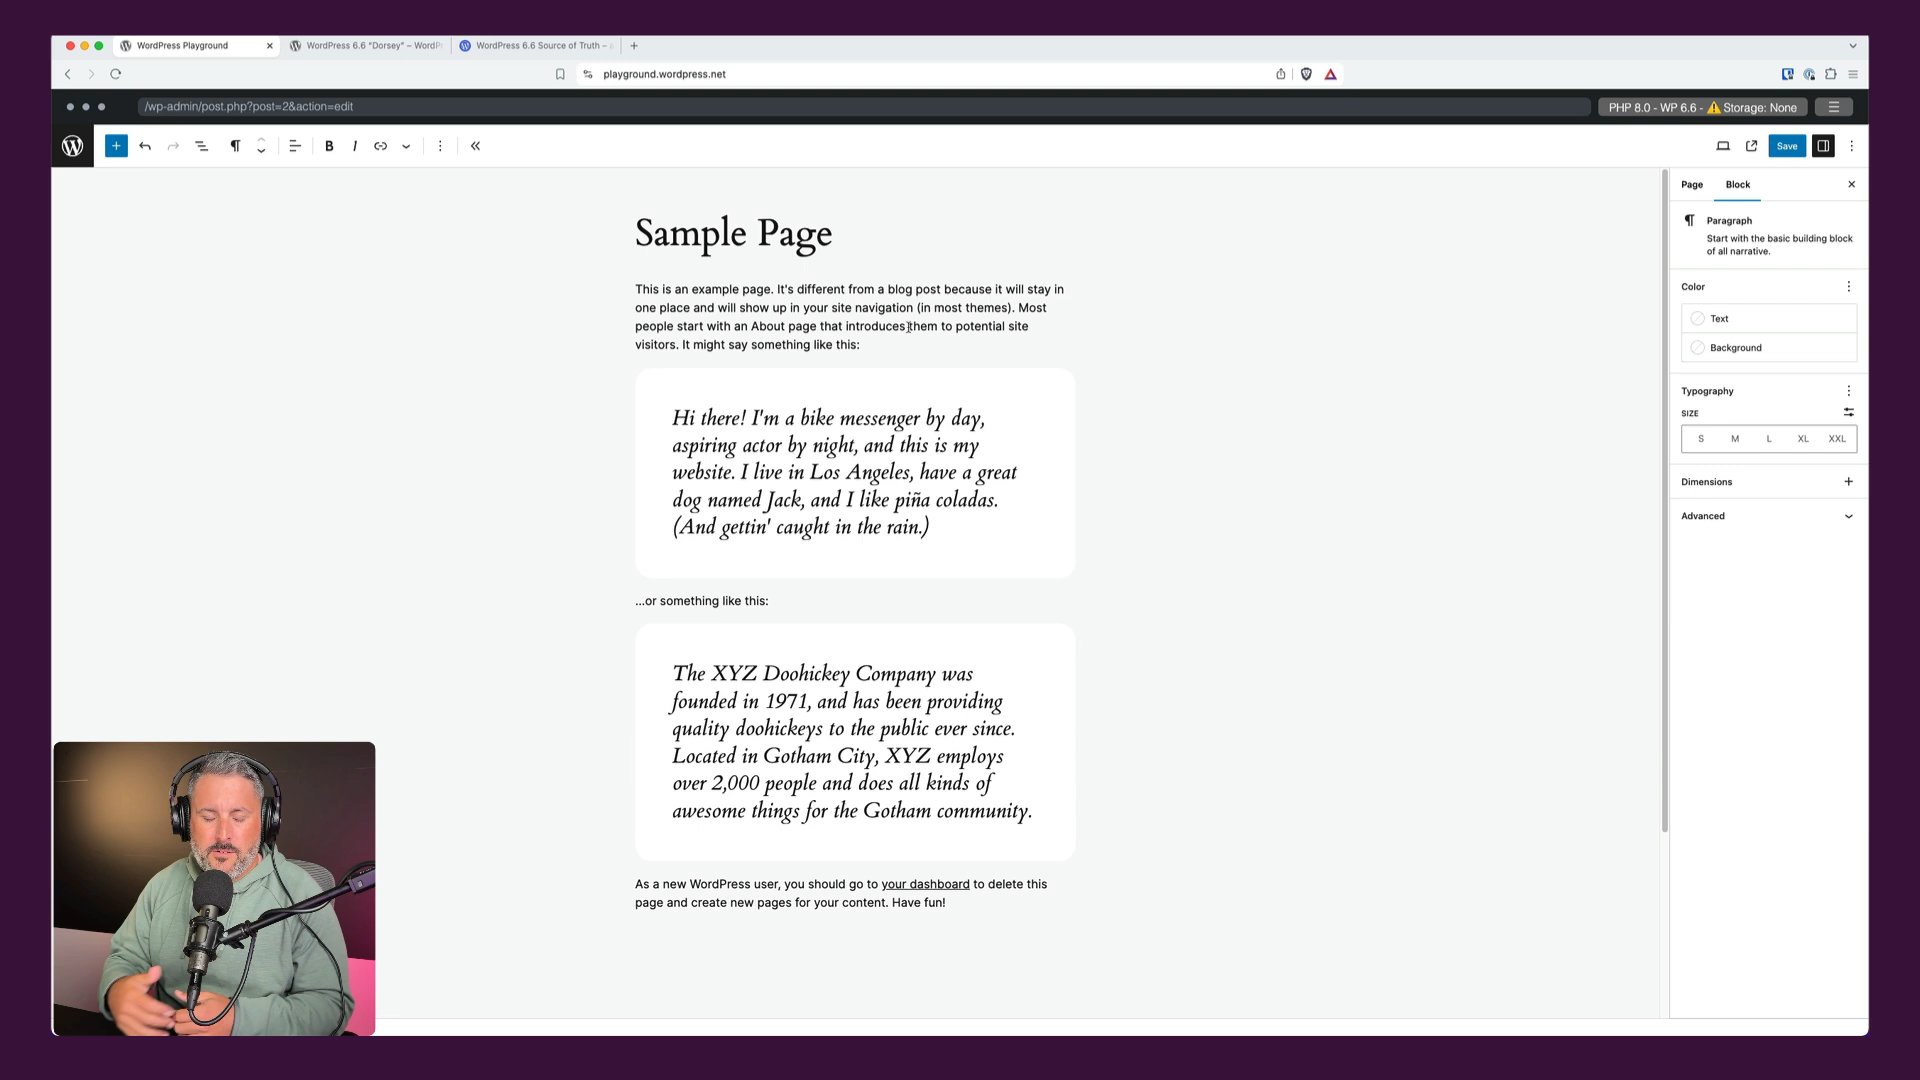 WordPress Playground
WordPress 6.6 "Dorsey" – WordP
WordPress 6.6 Source of Truth –
playground.wordpress.net
/wp-admin/post.php?post=2&action=edit
PHP 8.0 - WP 6.6 - ⚠️ Storage: None
Save
Page
Block
Paragraph
Start with the basic building block
of all narrative.
Color
Text
Background
Typography
SIZE
S M L XL XXL
Dimensions
Advanced
Sample Page
This is an example page. It's different from a blog post because it will stay in
one place and will show up in your site navigation (in most themes). Most
people start with an About page that introduces them to potential site
visitors. It might say something like this:
Hi there! I'm a bike messenger by day,
aspiring actor by night, and this is my
website. I live in Los Angeles, have a great
dog named Jack, and I like piña coladas.
(And gettin' caught in the rain.)
...or something like this:
The XYZ Doohickey Company was
founded in 1971, and has been providing
quality doohickeys to the public ever since.
Located in Gotham City, XYZ employs
over 2,000 people and does all kinds of
awesome things for the Gotham community.
As a new WordPress user, you should go to your dashboard to delete this
page and create new pages for your content. Have fun!